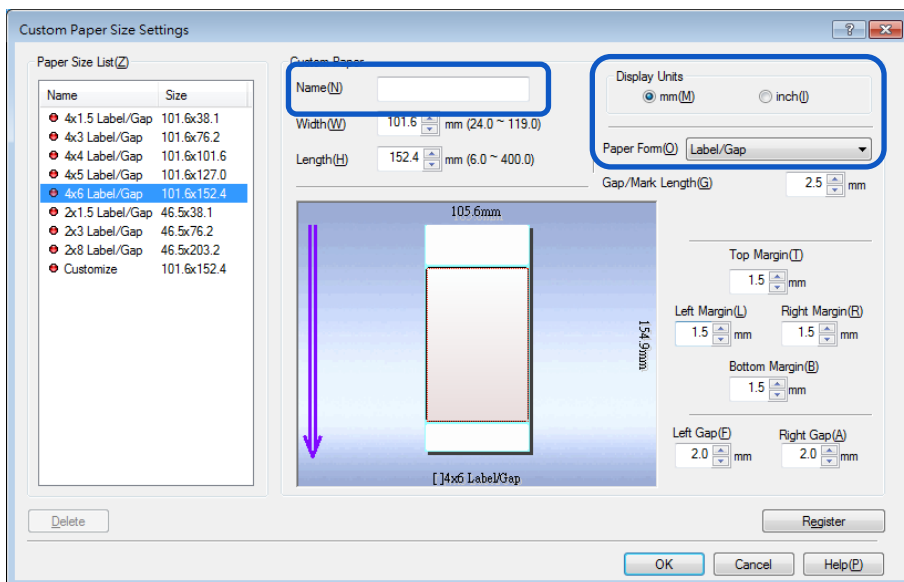 Custom Paper Size Settings
Paper Size List(Z)
Name Size
4x1.5 Label/Gap 101.6x38.1
4x3 Label/Gap 101.6x76.2
4x4 Label/Gap 101.6x101.6
4x5 Label/Gap 101.6x127.0
4x6 Label/Gap 101.6x152.4
2x1.5 Label/Gap 46.5x38.1
2x3 Label/Gap 46.5x76.2
2x8 Label/Gap 46.5x203.2
Customize 101.6x152.4
Delete
Custom Paper
Name(N)
Width(W) 101.6 mm (24.0 ~ 119.0)
Length(H) 152.4 mm (6.0 ~ 400.0)
Display Units
mm(M) inch(I)
Paper Form(O) Label/Gap
Gap/Mark Length(G) 2.5 mm
105.6mm
154.9mm
[ ]4x6 Label/Gap
Top Margin(T)
1.5 mm
Left Margin(L) Right Margin(R)
1.5 mm 1.5 mm
Bottom Margin(B)
1.5 mm
Left Gap(F) Right Gap(A)
2.0 mm 2.0 mm
Register
OK Cancel Help(P)